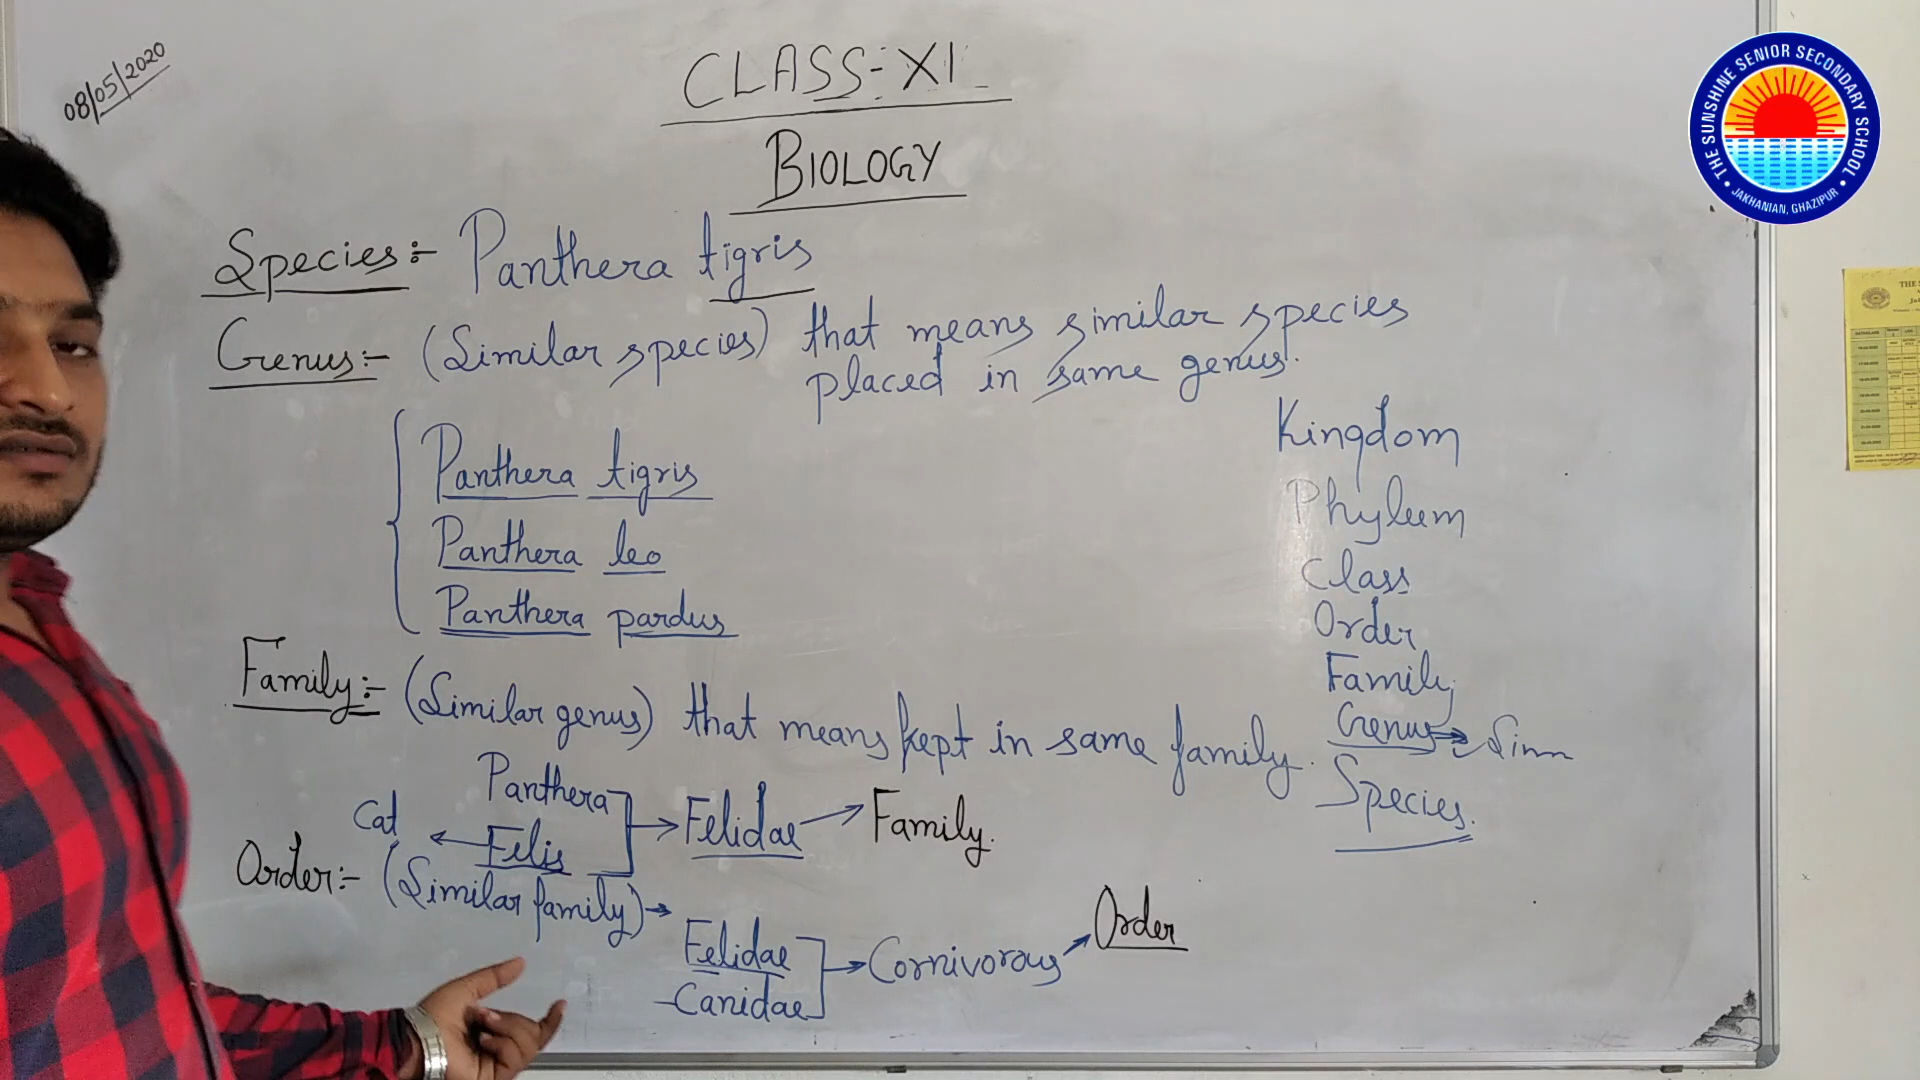 08/05/2020
CLASS-XI
BIOLOGY
THE SUNSHINE SENIOR SECONDARY SCHOOL
• JAKHANIAN, GHAZIPUR •
Species:- Panthera tigris
Genus:- (Similar species) that means similar species
placed in same genus.
Panthera tigris
Panthera leo
Panthera pardus
Kingdom
Phylum
Class
Order
Family
Genus
Species.
Family:- (Similar genus) that means kept in same family.
Panthera
Cat Felis Felidae Family.
Order:- (Similar family)
Felidae
Canidae Cornivorous Order